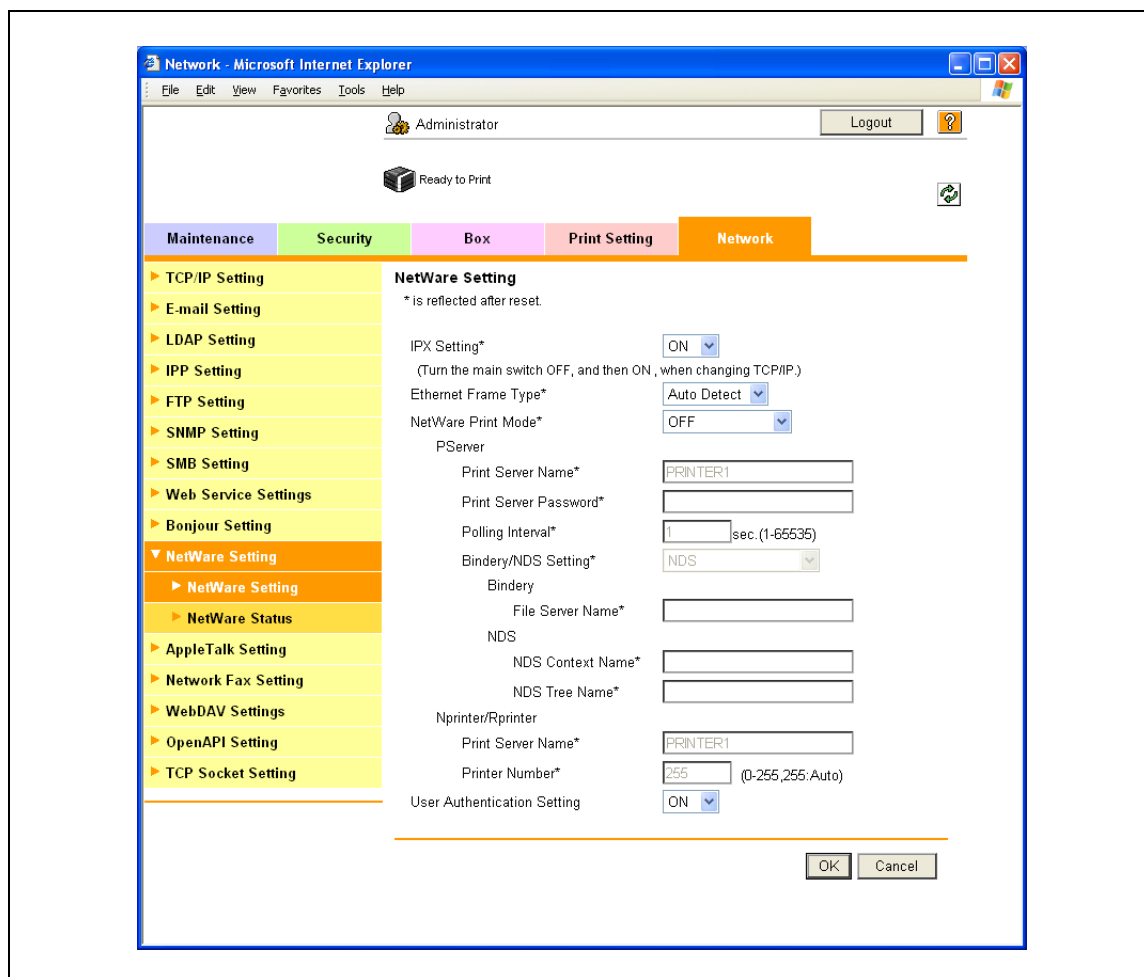 Network - Microsoft Internet Explorer
File Edit View Favorites Tools Help
Administrator Logout ?
Ready to Print
Maintenance Security Box Print Setting Network
TCP/IP Setting
E-mail Setting
LDAP Setting
IPP Setting
FTP Setting
SNMP Setting
SMB Setting
Web Service Settings
Bonjour Setting
NetWare Setting
NetWare Setting
NetWare Status
AppleTalk Setting
Network Fax Setting
WebDAV Settings
OpenAPI Setting
TCP Socket Setting
NetWare Setting
* is reflected after reset.
IPX Setting* ON
(Turn the main switch OFF, and then ON , when changing TCP/IP.)
Ethernet Frame Type* Auto Detect
NetWare Print Mode* OFF
PServer
Print Server Name* PRINTER1
Print Server Password*
Polling Interval* 1 sec.(1-65535)
Bindery/NDS Setting* NDS
Bindery
File Server Name*
NDS
NDS Context Name*
NDS Tree Name*
Nprinter/Rprinter
Print Server Name* PRINTER1
Printer Number* 255 (0-255,255:Auto)
User Authentication Setting ON
OK Cancel